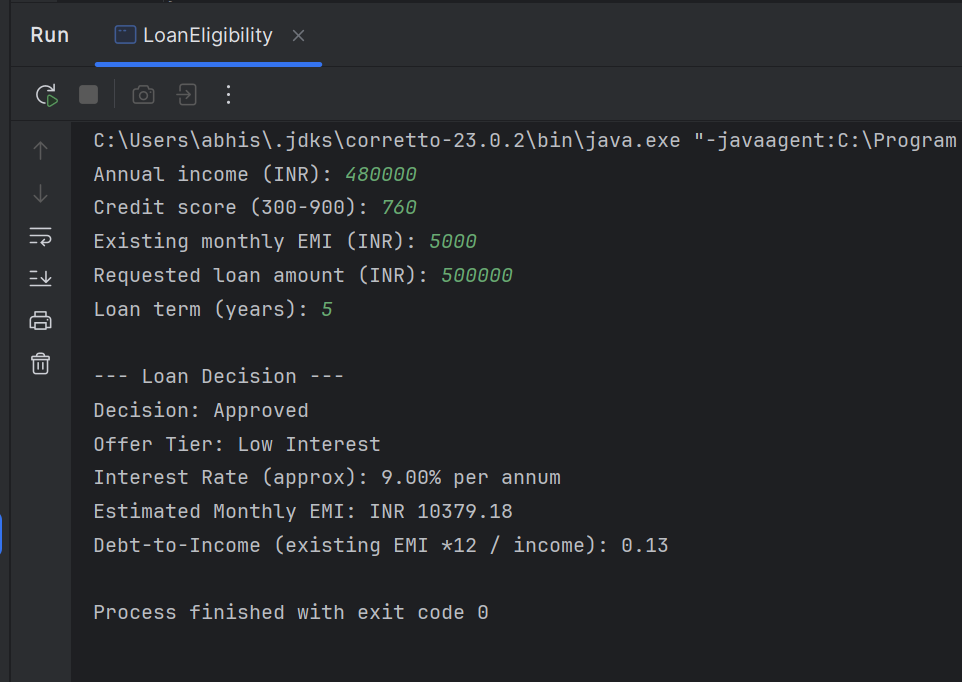 Run LoanEligibility
C:\Users\abhis\.jdks\corretto-23.0.2\bin\java.exe "-javaagent:C:\Program
Annual income (INR): 480000
Credit score (300-900): 760
Existing monthly EMI (INR): 5000
Requested loan amount (INR): 500000
Loan term (years): 5
--- Loan Decision ---
Decision: Approved
Offer Tier: Low Interest
Interest Rate (approx): 9.00% per annum
Estimated Monthly EMI: INR 10379.18
Debt-to-Income (existing EMI *12 / income): 0.13
Process finished with exit code 0